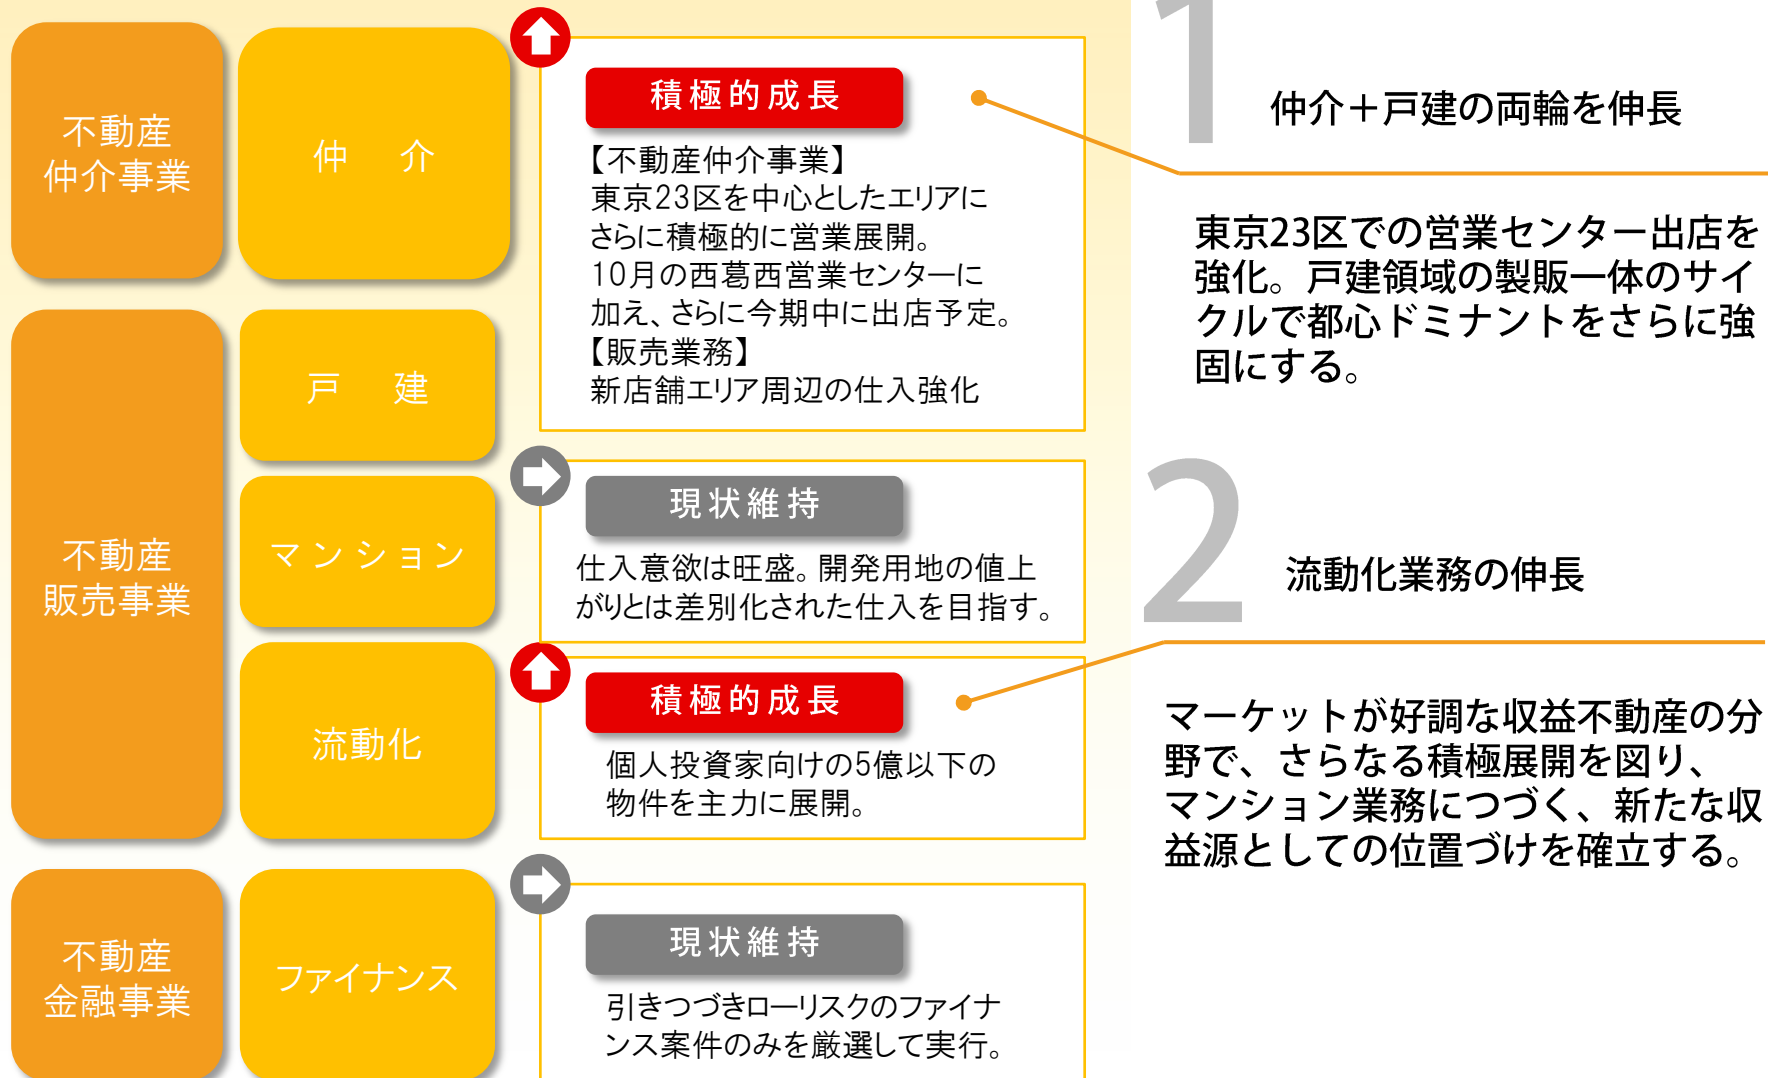 不動産
仲介事業
仲　介
積極的成長
【不動産仲介事業】
東京23区を中心としたエリアに
さらに積極的に営業展開。
10月の西葛西営業センターに
加え、さらに今期中に出店予定。
【販売業務】
新店舗エリア周辺の仕入強化
不動産
販売事業
戸　建
マンション
現状維持
仕入意欲は旺盛。開発用地の値上
がりとは差別化された仕入を目指す。
流動化
積極的成長
個人投資家向けの5億以下の
物件を主力に展開。
不動産
金融事業
ファイナンス
現状維持
引きつづきローリスクのファイナ
ンス案件のみを厳選して実行。
1
仲介＋戸建の両輪を伸長
東京23区での営業センター出店を
強化。戸建領域の製販一体のサイ
クルで都心ドミナントをさらに強
固にする。
2
流動化業務の伸長
マーケットが好調な収益不動産の分
野で、さらなる積極展開を図り、
マンション業務につづく、新たな収
益源としての位置づけを確立する。